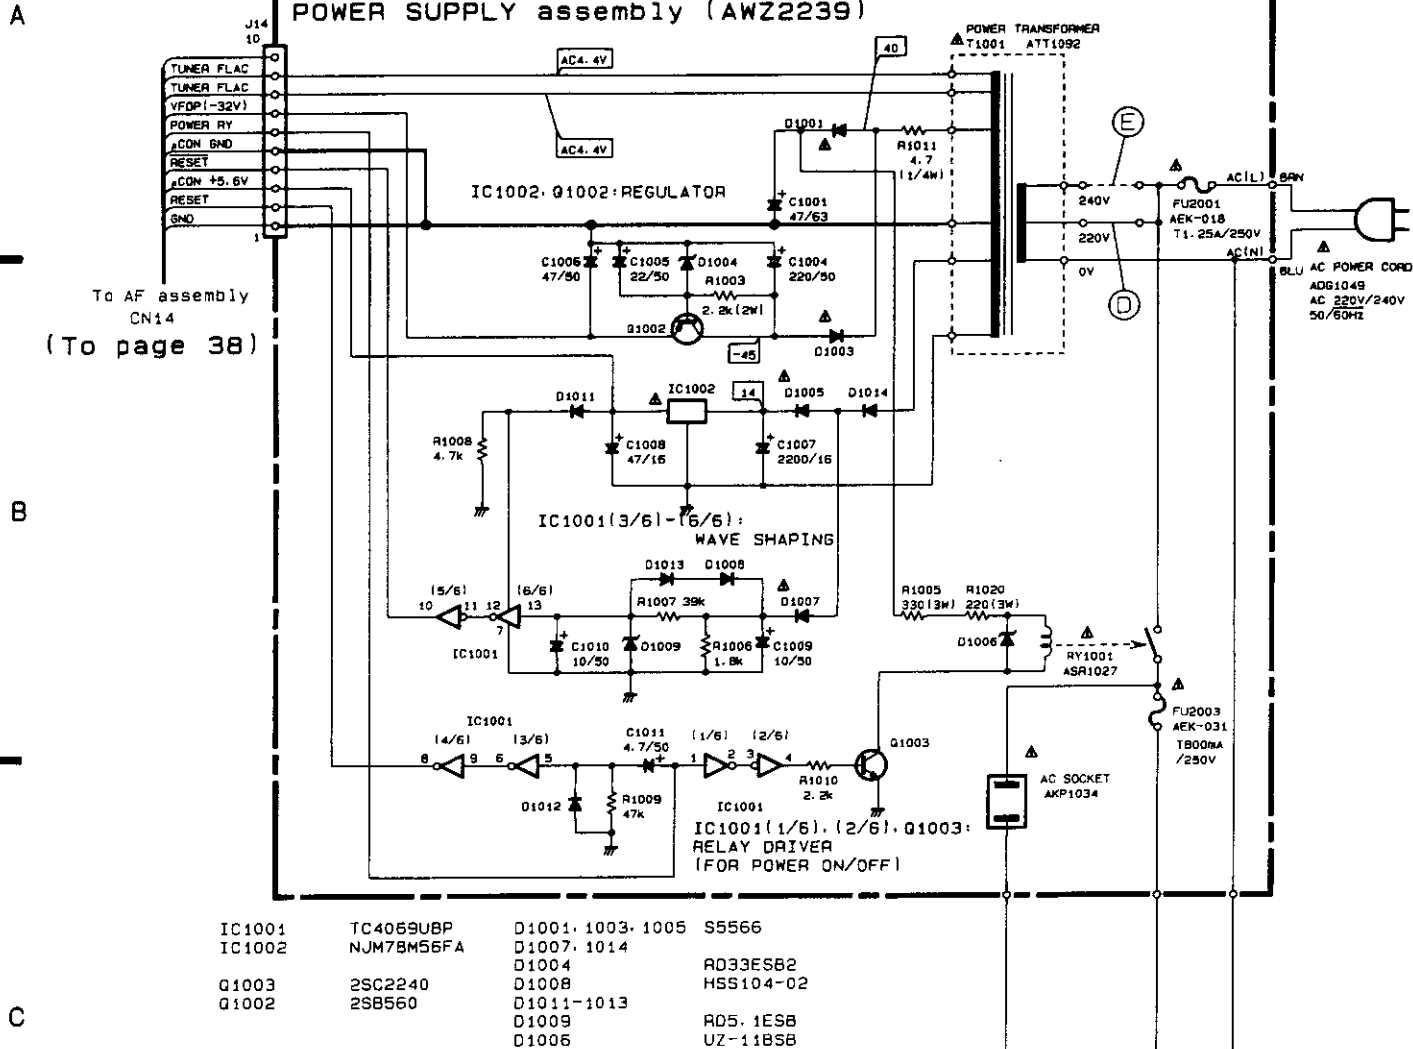 A
POWER SUPPLY assembly (AWZ2239)
J14
10
TUNER FLAC
TUNER FLAC
VFDP(-32V)
POWER RY
μCON GND
RESET
μCON +5.6V
RESET
GND
1
To AF assembly
CN14
(To page 38)
AC4.4V
AC4.4V
40
POWER TRANSFORMER
T1001 ATT1092
D1001
R1011
4.7
(1/4W)
IC1002, Q1002: REGULATOR
C1001
47/63
C1006
47/50
C1005
22/50
D1004
R1003
2.2k(2W)
C1004
220/50
Q1002
-45
D1003
E
240V
220V
0V
D
FU2001
AEK-018
T1.25A/250V
AC(L)
BRN
AC(N)
BLU
AC POWER CORD
ADG1049
AC 220V/240V
50/60Hz
B
D1011
IC1002
14
D1005
D1014
R1008
4.7k
C1008
47/16
C1007
2200/16
IC1001(3/6)-(6/6):
WAVE SHAPING
D1013
D1008
(5/6)
(6/6)
10
11
12
13
7
R1007 39k
D1007
IC1001
C1010
10/50
D1009
R1006
1.8k
C1009
10/50
R1005
330(3W)
R1020
220(3W)
D1006
RY1001
ASR1027
FU2003
AEK-031
T800mA
/250V
IC1001
(4/6)
(3/6)
8
9
6
5
C1011
4.7/50
(1/6)
(2/6)
1
2
3
4
Q1003
D1012
R1009
47k
IC1001
R1010
2.2k
AC SOCKET
AKP1034
IC1001(1/6), (2/6), Q1003:
RELAY DRIVER
(FOR POWER ON/OFF)
C
IC1001 TC4069UBP D1001, 1003, 1005 S5566
IC1002 NJM78M56FA D1007, 1014
D1004 RD33ESB2
Q1003 2SC2240 D1008 HSS104-02
Q1002 2SB560 D1011-1013
D1009 RD5.1ESB
D1006 UZ-11BSB